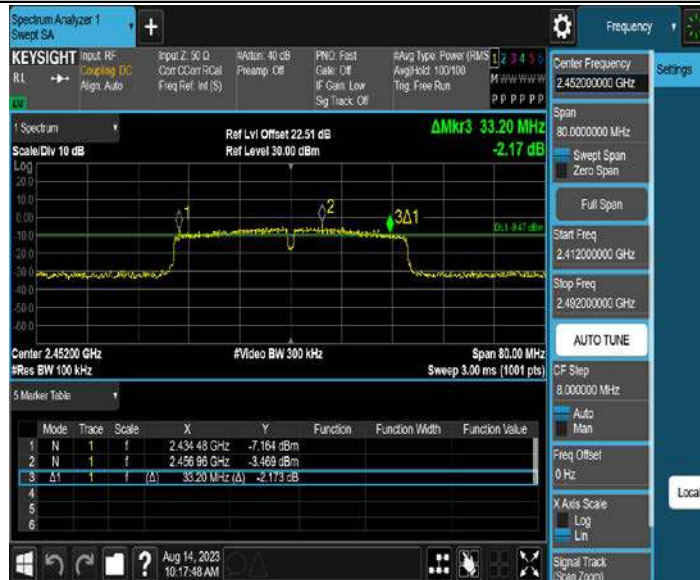 Spectrum Analyzer 1
Swept SA
Frequency
KEYSIGHT
RL
Input: RF
Coupling: DC
Align: Auto
Input Z: 50 Ω
Corr CCorr RCal
Freq Ref: Int (S)
#Atten: 40 dB
Preamp: Off
PNO: Fast
Gate: Off
IF Gain: Low
Sig Track: Off
#Avg Type: Power (RMS
Avg|Hold: 100/100
Trig: Free Run
1 2 3 4 5 6
M W W W W W
P P P P P P
LW
Center Frequency
2.452000000 GHz
Settings
Span
80.0000000 MHz
Swept Span
Zero Span
Full Span
Start Freq
2.412000000 GHz
Stop Freq
2.492000000 GHz
AUTO TUNE
CF Step
8.000000 MHz
Auto
Man
Freq Offset
0 Hz
X Axis Scale
Log
Lin
Signal Track
(Span Zoom)
Local
1 Spectrum
Scale/Div 10 dB
Ref Lvl Offset 22.51 dB
Ref Level 30.00 dBm
ΔMkr3 33.20 MHz
-2.17 dB
Log
20.0
10.0
0.00
-10.0
-20.0
-30.0
-40.0
-50.0
-60.0
1
2
3Δ1
DL1 -9.47 dBm
Center 2.45200 GHz
#Res BW 100 kHz
#Video BW 300 kHz
Span 80.00 MHz
Sweep 3.00 ms (1001 pts)
5 Marker Table
Mode Trace Scale X Y Function Function Width Function Value
1 N 1 f 2.434 48 GHz -7.164 dBm
2 N 1 f 2.456 96 GHz -3.469 dBm
3 Δ1 1 f (Δ) 33.20 MHz (Δ) -2.173 dB
4
5
6
Aug 14, 2023
10:17:48 AM